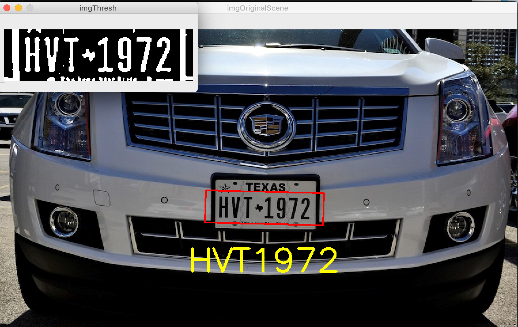 imgThresh
imgOriginalScene
HVT★1972
TEXAS
HVT★1972
HVT1972